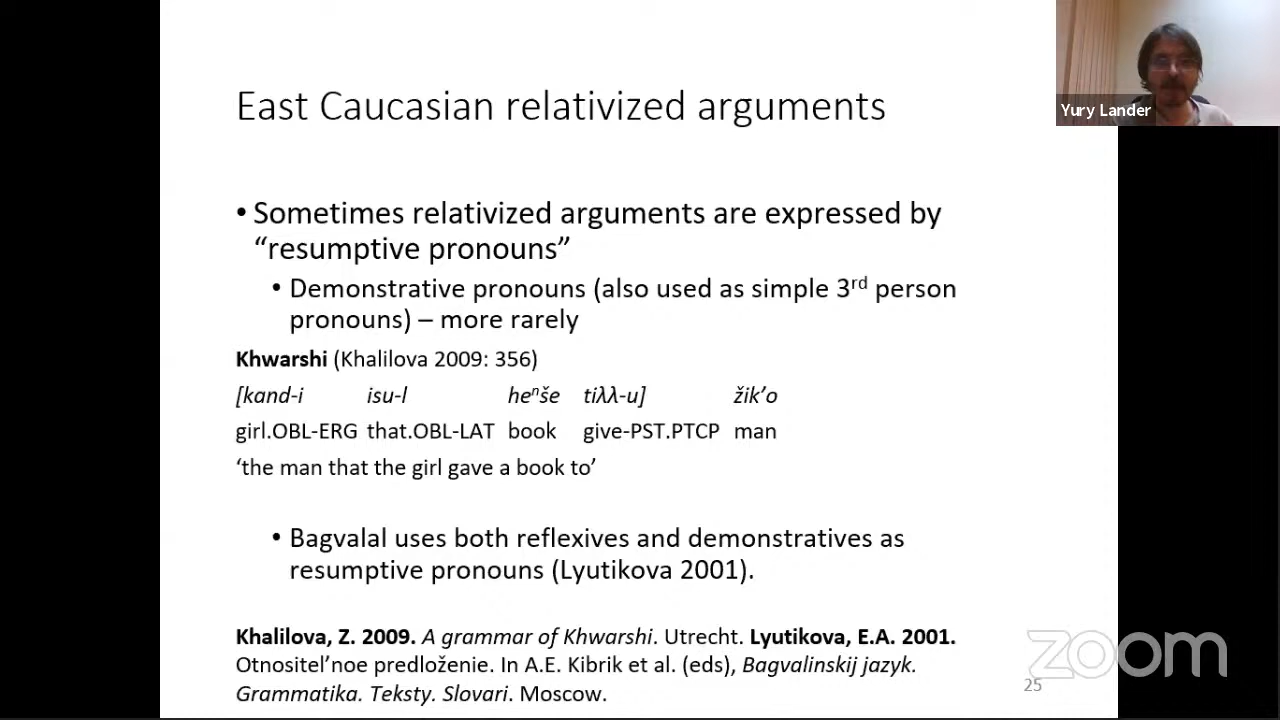 East Caucasian relativized arguments
Yury Lander
• Sometimes relativized arguments are expressed by
“resumptive pronouns”
• Demonstrative pronouns (also used as simple 3rd person
pronouns) – more rarely
Khwarshi (Khalilova 2009: 356)
[kand-i isu-l heⁿše tiλλ-u] žik’o
girl.OBL-ERG that.OBL-LAT book give-PST.PTCP man
‘the man that the girl gave a book to’
• Bagvalal uses both reflexives and demonstratives as
resumptive pronouns (Lyutikova 2001).
Khalilova, Z. 2009. A grammar of Khwarshi. Utrecht. Lyutikova, E.A. 2001.
Otnositel’noe predloženie. In A.E. Kibrik et al. (eds), Bagvalinskij jazyk.
Grammatika. Teksty. Slovari. Moscow.
zoom
25